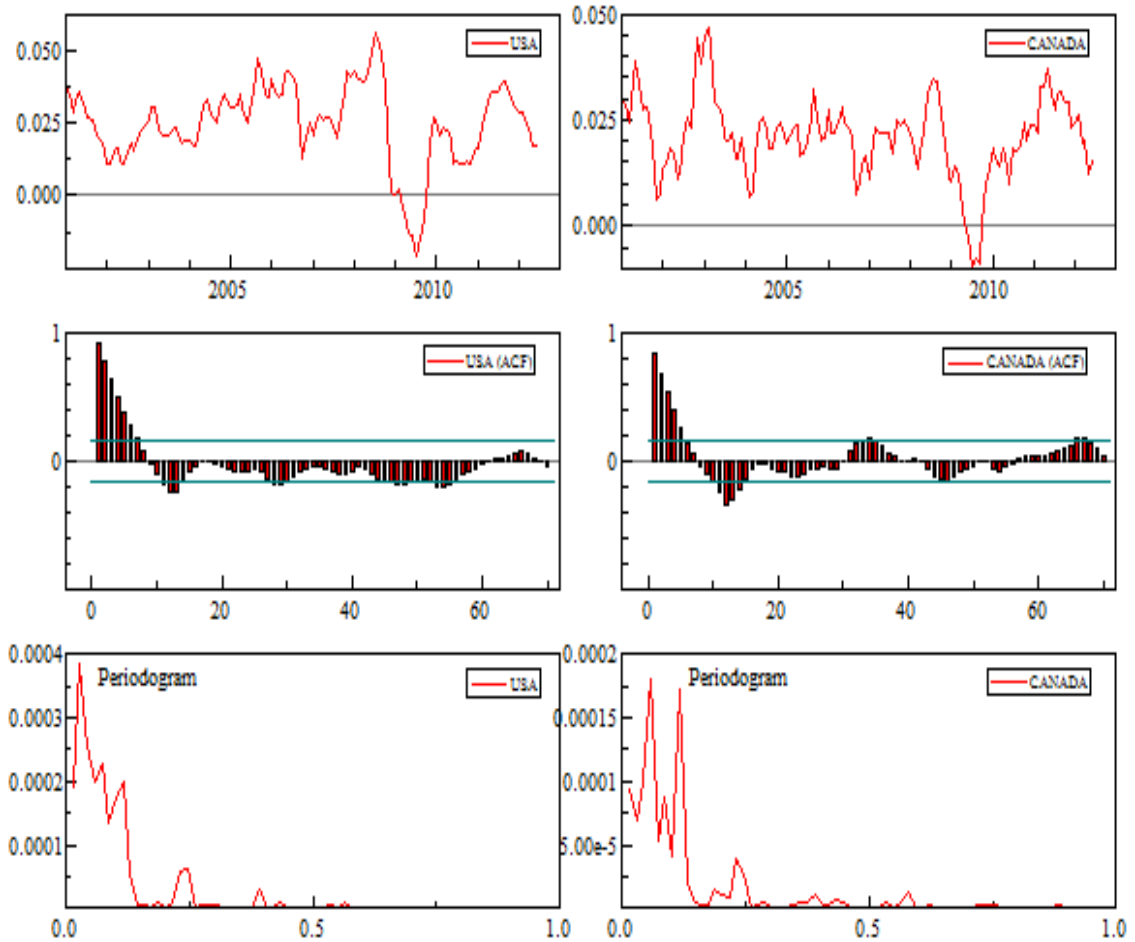 USA
0.050
0.025
0.000
2005 2010
CANADA
0.050
0.025
0.000
2005 2010
USA (ACF)
1
0
0 20 40 60
CANADA (ACF)
1
0
0 20 40 60
Periodogram
USA
0.0004
0.0003
0.0002
0.0001
0.0 0.5 1.0
Periodogram
CANADA
0.0002
0.00015
0.0001
5.00e-5
0.0 0.5 1.0